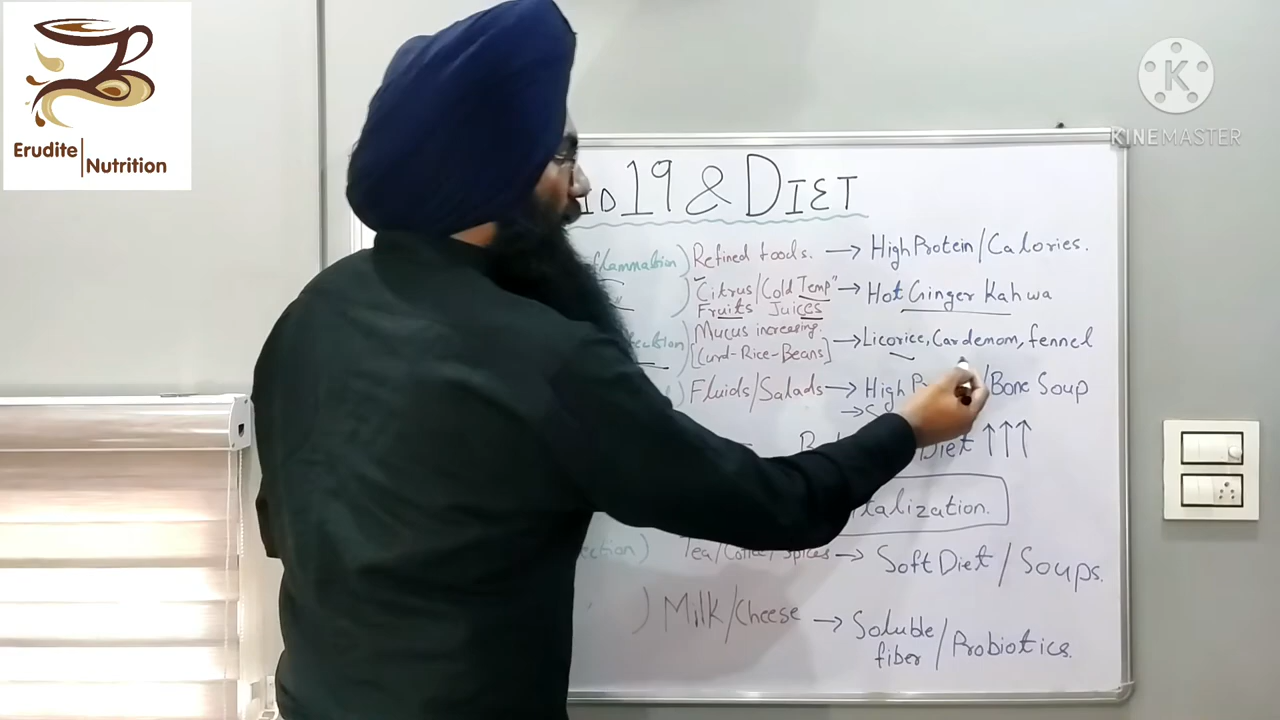 Erudite Nutrition
KINEMASTER
19 & DIET
Refined foods. → High Protein/Calories.
Citrus/Cold Temp" → Hot Ginger Kahwa
Fruits Juices
Mucus increasing.
[Curd-Rice-Beans] → Licorice, Cardemom, fennel
Fluids/Salads → High /Bone Soup
Diet ↑↑↑
Tea/Coffee/Spices → Soft Diet/Soups.
Milk/Cheese → Soluble fiber/Probiotics.